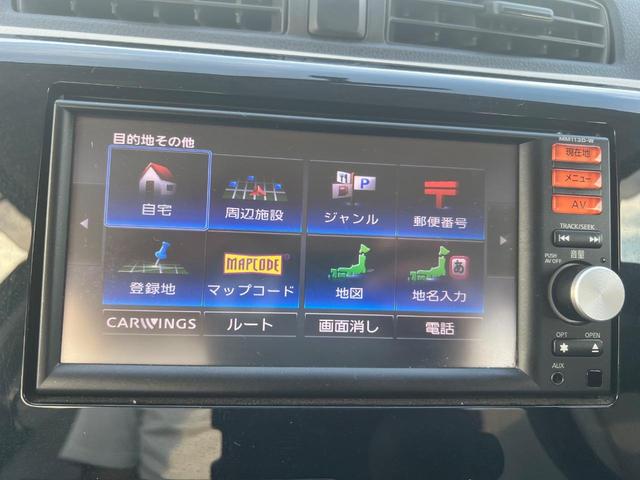 MM113D-W
目的地その他
自宅
周辺施設
ジャンル
郵便番号
登録地
MAPCODE
マップコード
地図
あ
地名入力
CARWINGS
ルート
画面消し
電話
現在地
メニュー
AV
TRACK/SEEK
PUSH
AV OFF
音量
OPT
OPEN
AUX
P